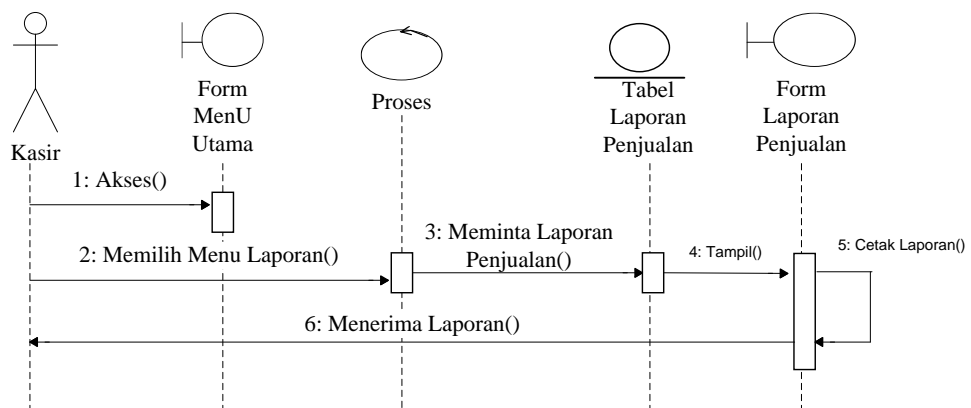 Kasir
Form
MenU
Utama
Proses
Tabel
Laporan
Penjualan
Form
Laporan
Penjualan
1: Akses()
2: Memilih Menu Laporan()
3: Meminta Laporan
Penjualan()
4: Tampil()
5: Cetak Laporan()
6: Menerima Laporan()